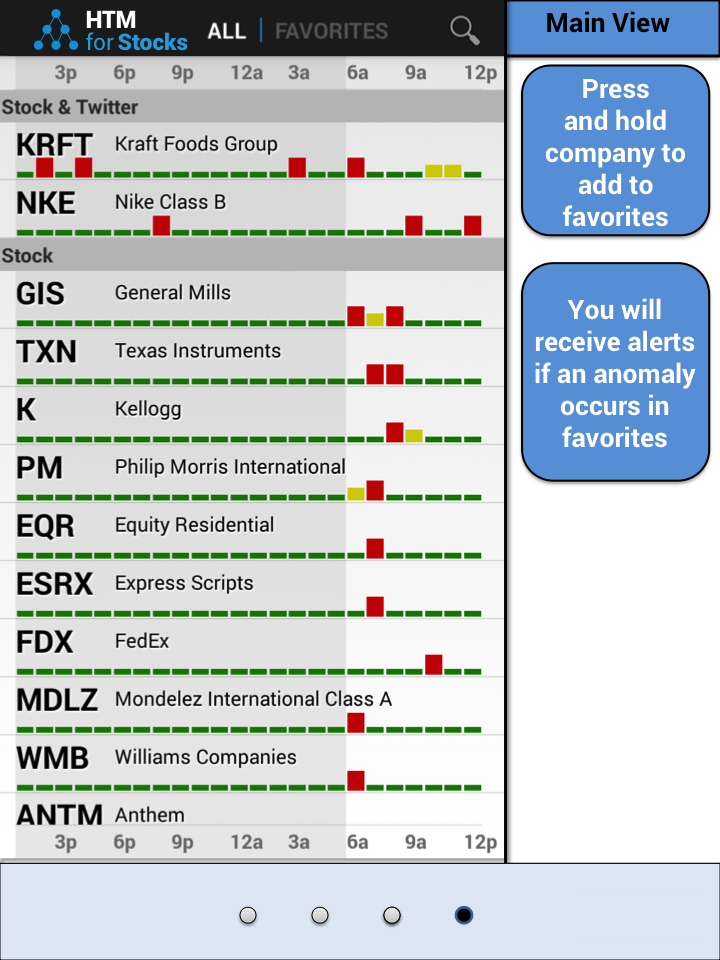 HTM
for Stocks
ALL | FAVORITES
Main View
3p 6p 9p 12a 3a 6a 9a 12p
Stock & Twitter
KRFT Kraft Foods Group
NKE Nike Class B
Stock
GIS General Mills
TXN Texas Instruments
K Kellogg
PM Philip Morris International
EQR Equity Residential
ESRX Express Scripts
FDX FedEx
MDLZ Mondelez International Class A
WMB Williams Companies
ANTM Anthem
3p 6p 9p 12a 3a 6a 9a 12p
Press
and hold
company to
add to
favorites
You will
receive alerts
if an anomaly
occurs in
favorites